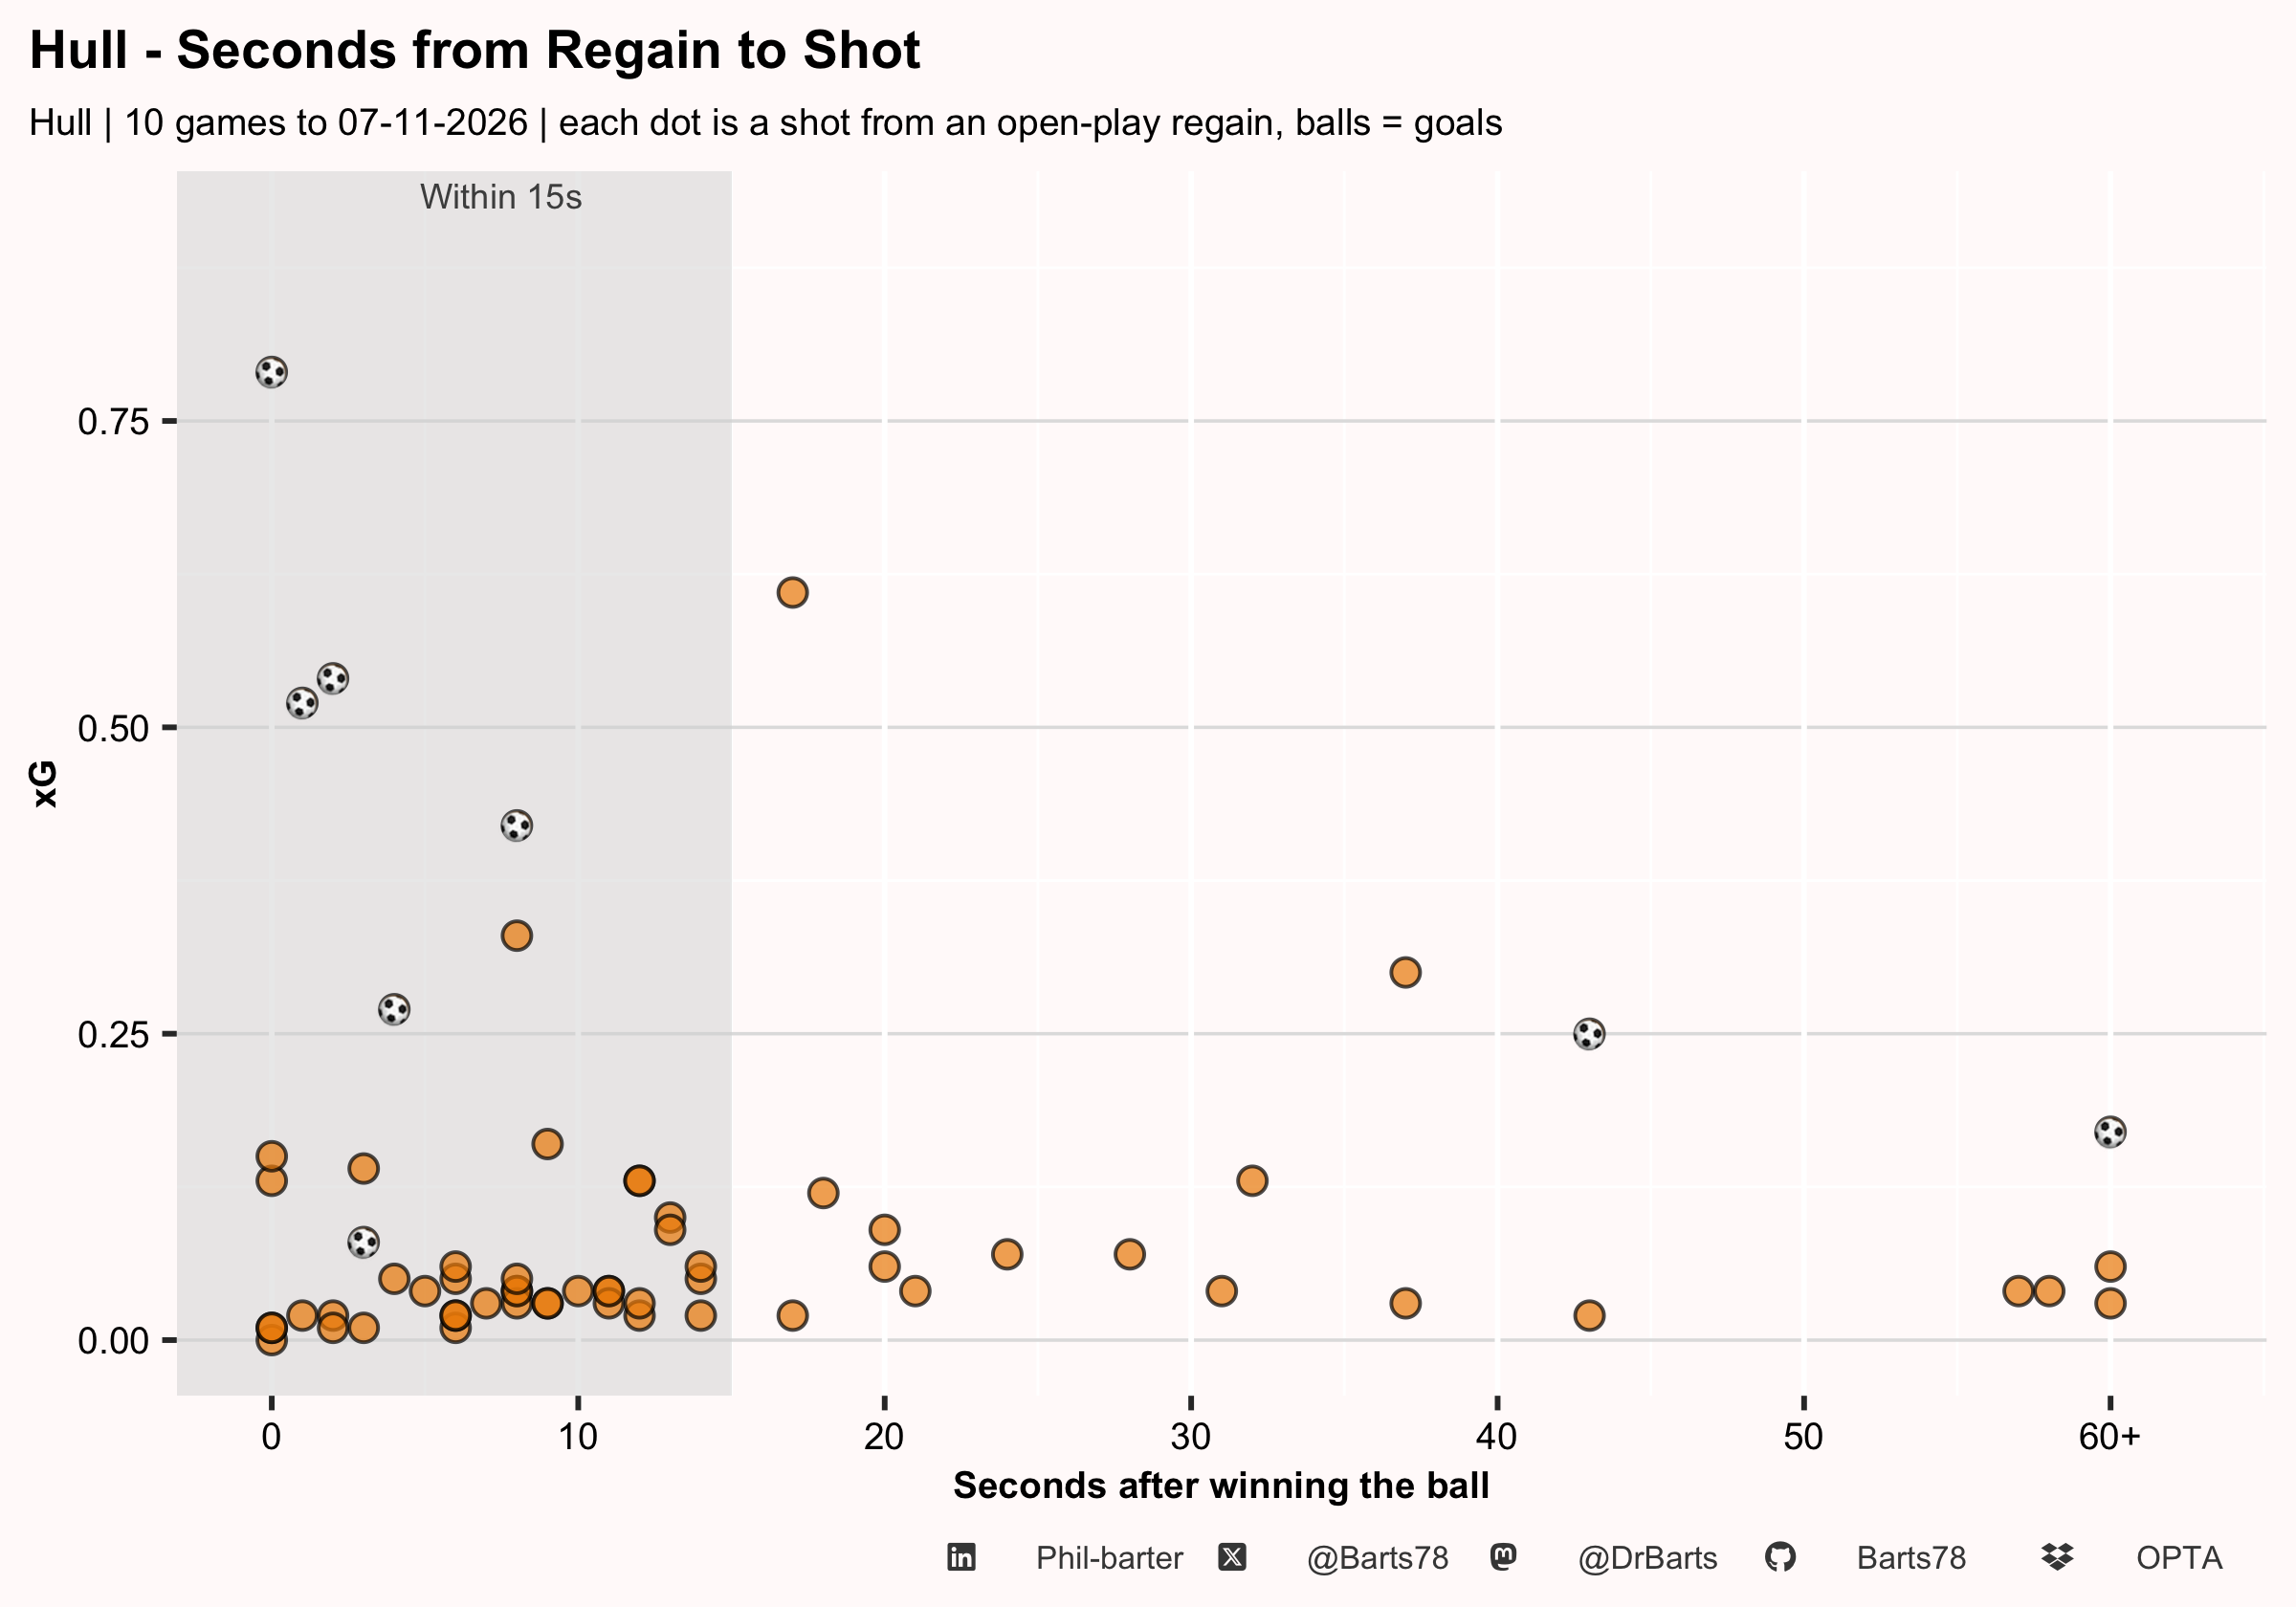 Hull - Seconds from Regain to Shot
Hull | 10 games to 07-11-2026 | each dot is a shot from an open-play regain, balls = goals
Within 15s
0.75
0.50
0.25
0.00
xG
0 10 20 30 40 50 60+
Seconds after winning the ball
Phil-barter @Barts78 @DrBarts Barts78 OPTA